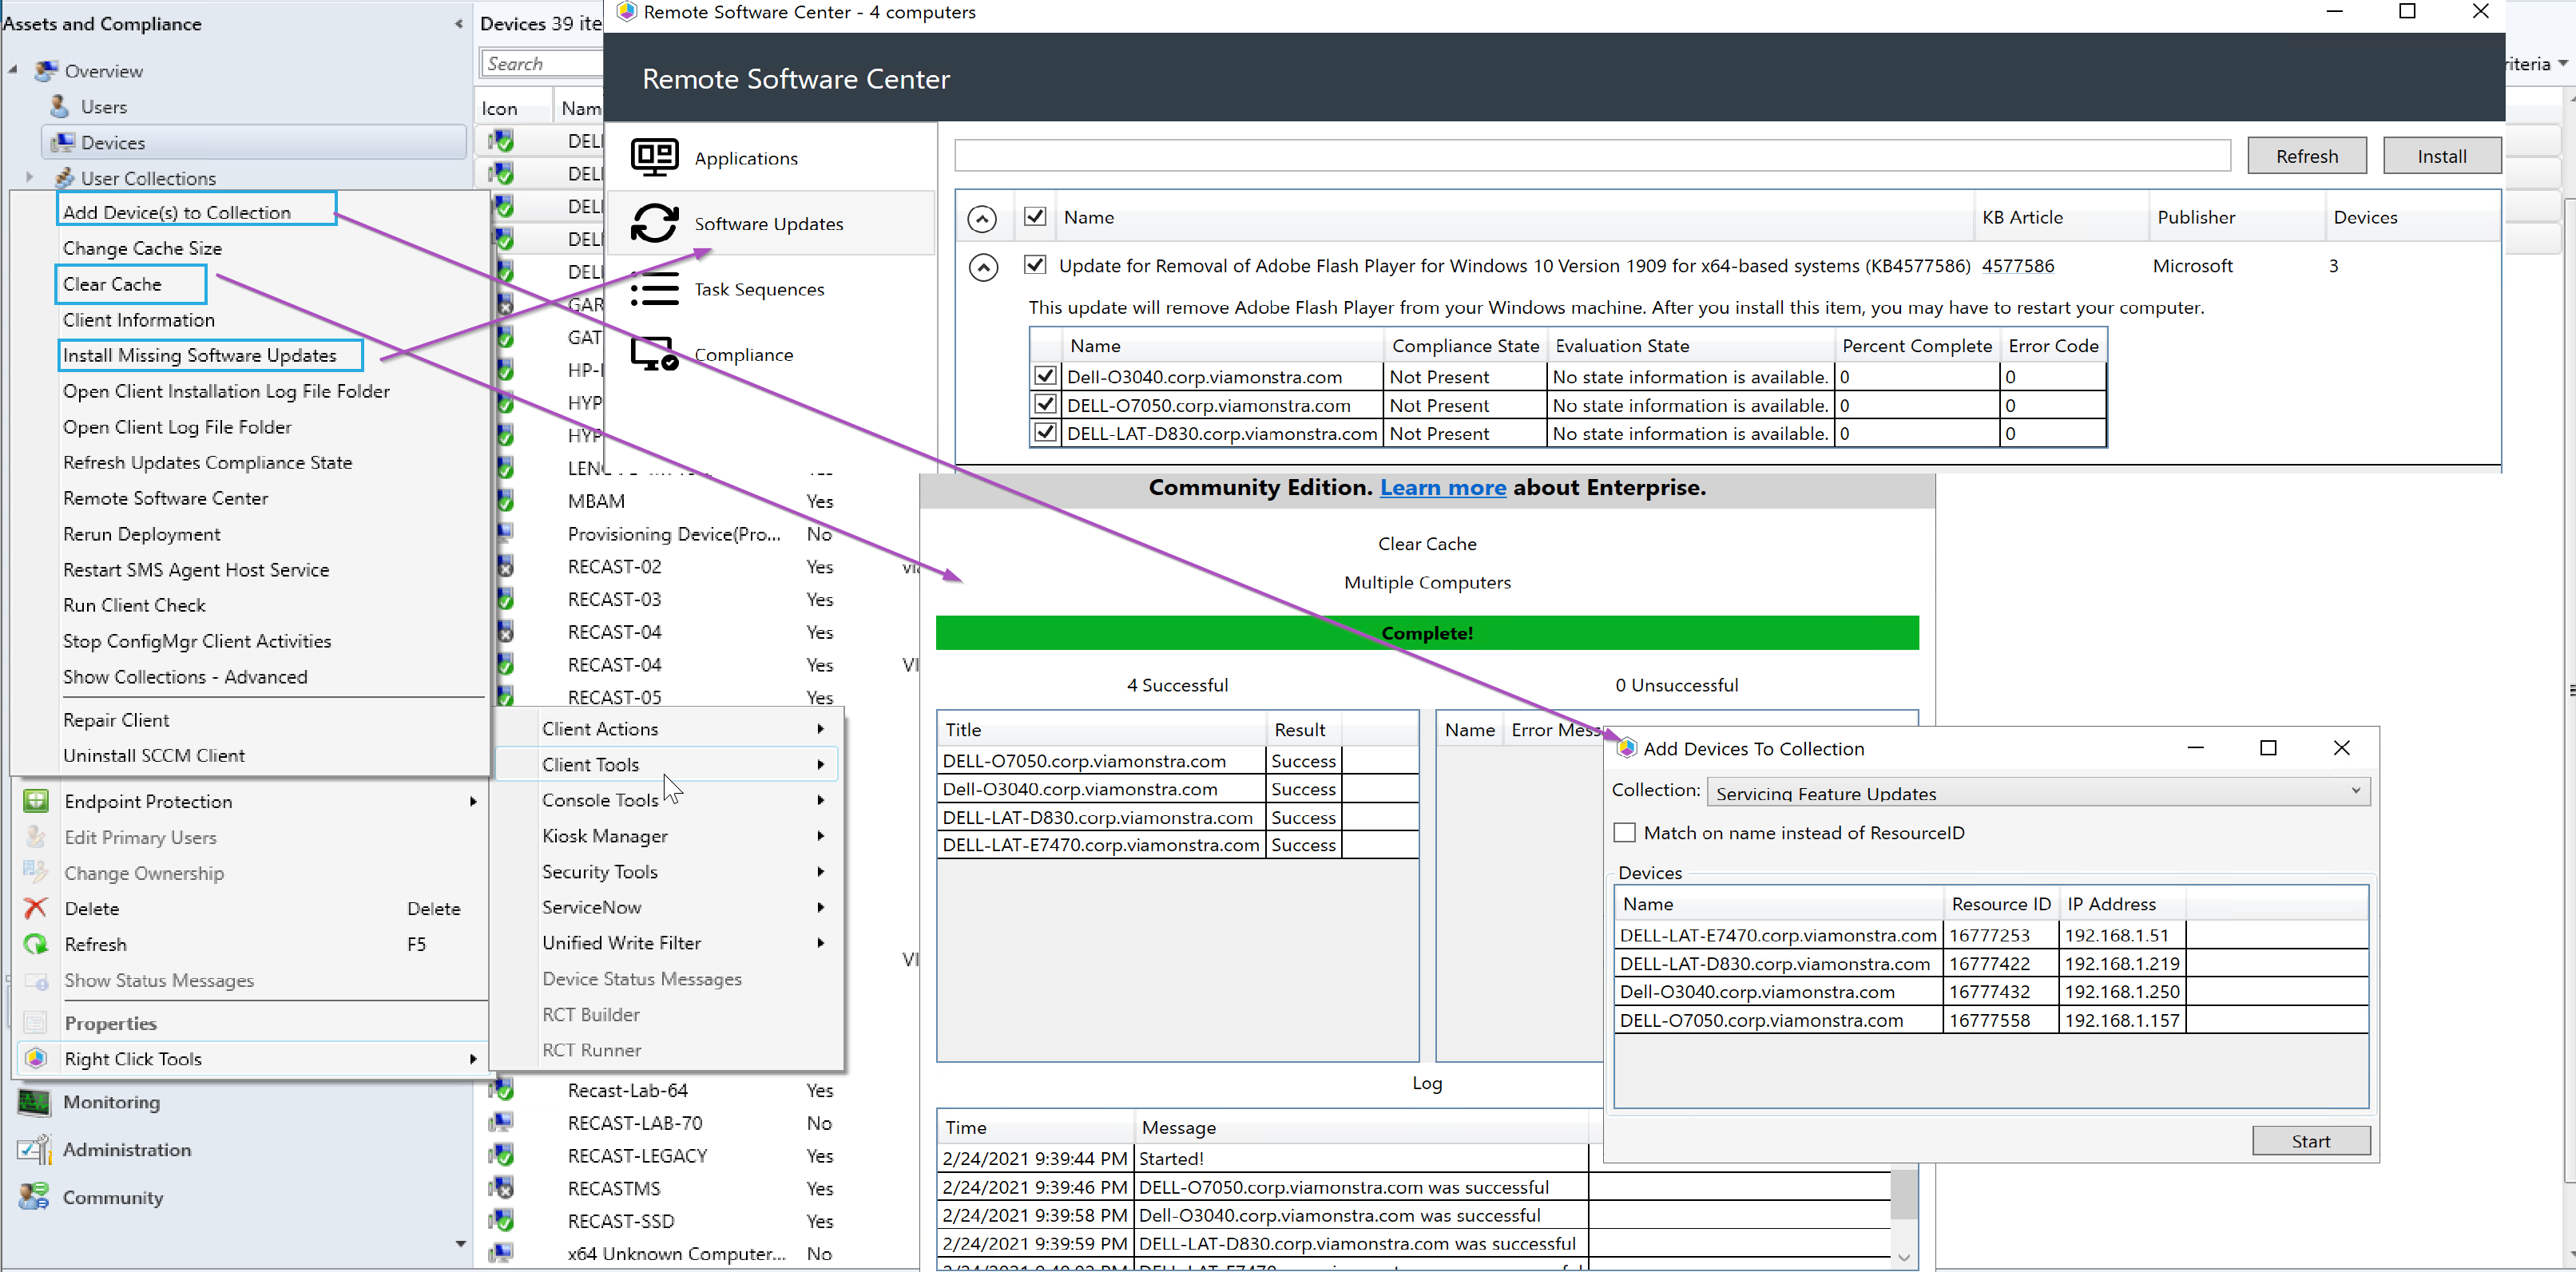 Assets and Compliance
Overview
Users
Devices
User Collections
Add Device(s) to Collection
Change Cache Size
Clear Cache
Client Information
Install Missing Software Updates
Open Client Installation Log File Folder
Open Client Log File Folder
Refresh Updates Compliance State
Remote Software Center
Rerun Deployment
Restart SMS Agent Host Service
Run Client Check
Stop ConfigMgr Client Activities
Show Collections - Advanced
Repair Client
Uninstall SCCM Client
Endpoint Protection
Edit Primary Users
Change Ownership
Delete Delete
Refresh F5
Show Status Messages
Properties
Right Click Tools
Monitoring
Administration
Community
Client Actions
Client Tools
Console Tools
Kiosk Manager
Security Tools
ServiceNow
Unified Write Filter
Device Status Messages
RCT Builder
RCT Runner
Devices 39 ite
Search
Icon Nam
DELL
DELL
DELL
DELL
DELL
GAR
GAT
HP-
HYP
HYP
LEN
MBAM Yes
Provisioning Device(Pro... No
RECAST-02 Yes
RECAST-03 Yes
RECAST-04 Yes
RECAST-04 Yes VI
RECAST-05 Yes
VI
Recast-Lab-64 Yes
RECAST-LAB-70 No
RECAST-LEGACY Yes
RECASTMS Yes
RECAST-SSD Yes
x64 Unknown Computer... No
riteria
Remote Software Center - 4 computers
Remote Software Center
Applications
Software Updates
Task Sequences
Compliance
Refresh Install
Name KB Article Publisher Devices
Update for Removal of Adobe Flash Player for Windows 10 Version 1909 for x64-based systems (KB4577586) 4577586 Microsoft 3
This update will remove Adobe Flash Player from your Windows machine. After you install this item, you may have to restart your computer.
Name Compliance State Evaluation State Percent Complete Error Code
Dell-O3040.corp.viamonstra.com Not Present No state information is available. 0 0
DELL-O7050.corp.viamonstra.com Not Present No state information is available. 0 0
DELL-LAT-D830.corp.viamonstra.com Not Present No state information is available. 0 0
Community Edition. Learn more about Enterprise.
Clear Cache
Multiple Computers
Complete!
4 Successful 0 Unsuccessful
Title Result
DELL-O7050.corp.viamonstra.com Success
Dell-O3040.corp.viamonstra.com Success
DELL-LAT-D830.corp.viamonstra.com Success
DELL-LAT-E7470.corp.viamonstra.com Success
Name Error Mess
Log
Time Message
2/24/2021 9:39:44 PM Started!
2/24/2021 9:39:46 PM DELL-O7050.corp.viamonstra.com was successful
2/24/2021 9:39:58 PM Dell-O3040.corp.viamonstra.com was successful
2/24/2021 9:39:59 PM DELL-LAT-D830.corp.viamonstra.com was successful
Add Devices To Collection
Collection: Servicing Feature Updates
Match on name instead of ResourceID
Devices
Name Resource ID IP Address
DELL-LAT-E7470.corp.viamonstra.com 16777253 192.168.1.51
DELL-LAT-D830.corp.viamonstra.com 16777422 192.168.1.219
Dell-O3040.corp.viamonstra.com 16777432 192.168.1.250
DELL-O7050.corp.viamonstra.com 16777558 192.168.1.157
Start